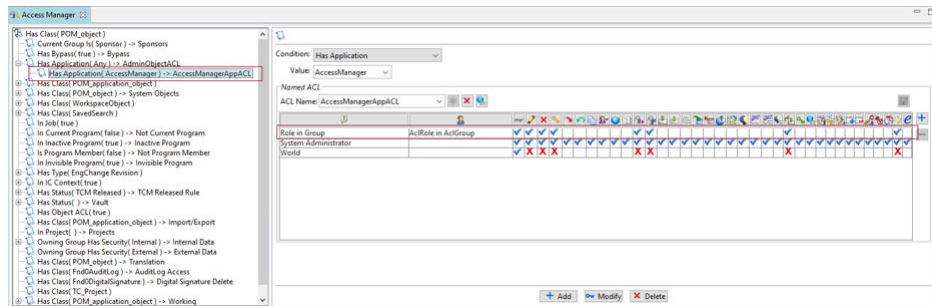 Access Manager
Has Class( POM_object )
Current Group Is( Sponsor ) -> Sponsors
Has Bypass( true ) -> Bypass
Has Application( Any ) -> AdminObjectACL
Has Application( AccessManager ) -> AccessManagerAppACL
Has Class( POM_application_object )
Has Class( POM_object ) -> System Objects
Has Class( WorkspaceObject )
Has Class( SavedSearch )
In Job( true )
In Current Program( false ) -> Not Current Program
In Inactive Program( true ) -> Inactive Program
Is Program Member( false ) -> Not Program Member
In Invisible Program( true ) -> Invisible Program
Has Type( EngChange Revision )
In IC Context( true )
Has Status( TCM Released ) -> TCM Released Rule
Has Status( ) -> Vault
Has Object ACL( true )
Has Class( POM_application_object ) -> Import/Export
In Project( ) -> Projects
Owning Group Has Security( Internal ) -> Internal Data
Owning Group Has Security( External ) -> External Data
Has Class( POM_object ) -> Translation
Has Class( Fnd0AuditLog ) -> AuditLog Access
Has Class( Fnd0DigitalSignature ) -> Digital Signature Delete
Has Class( TC_Project )
Has Class( POM_application_object ) -> Working
Condition: Has Application
Value: AccessManager
Named ACL
ACL Name: AccessManagerAppACL
Role in Group AclRole in AclGroup
System Administrator
World
Add Modify Delete